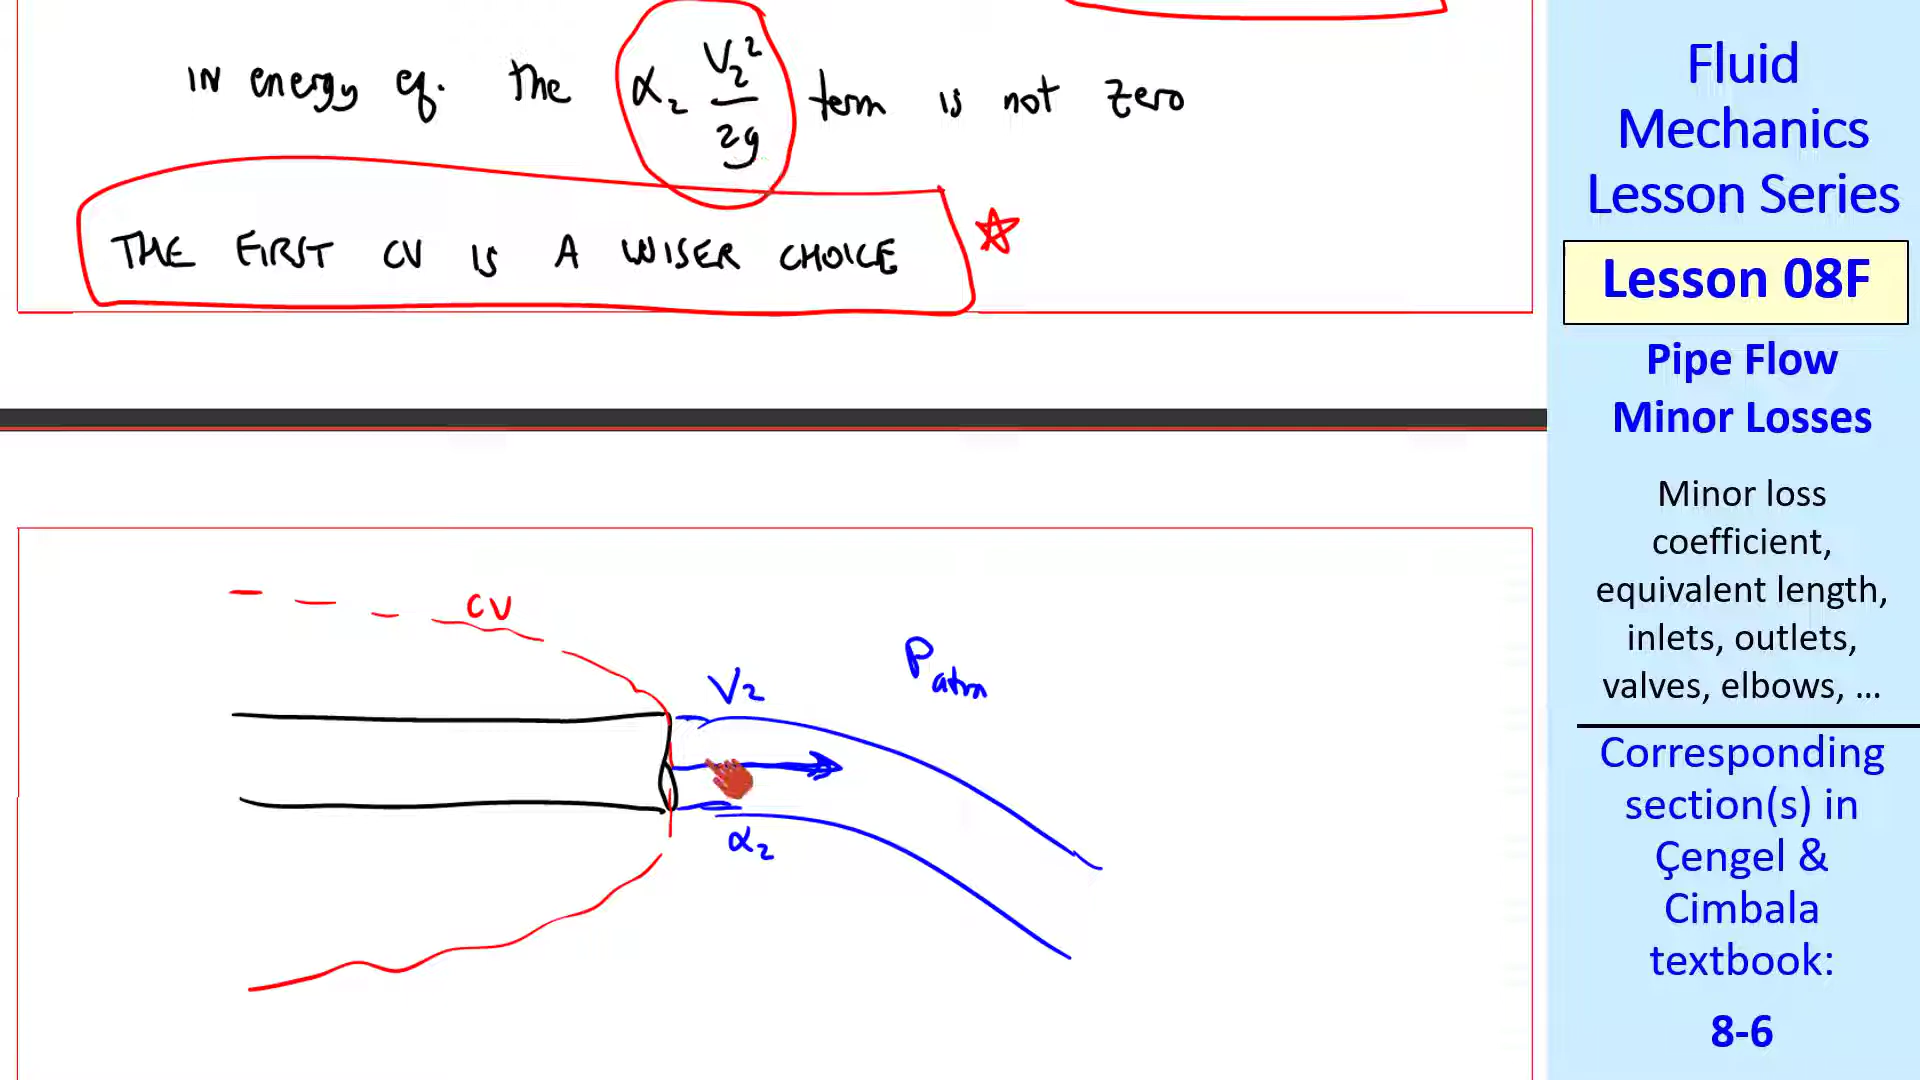 IN energy eq. the α₂ V₂²/2g term is not zero
THE FIRST CV IS A WISER CHOICE
CV
V₂
Patm
α₂
Fluid
Mechanics
Lesson Series
Lesson 08F
Pipe Flow
Minor Losses
Minor loss
coefficient,
equivalent length,
inlets, outlets,
valves, elbows, ...
Corresponding
section(s) in
Çengel &
Cimbala
textbook:
8-6